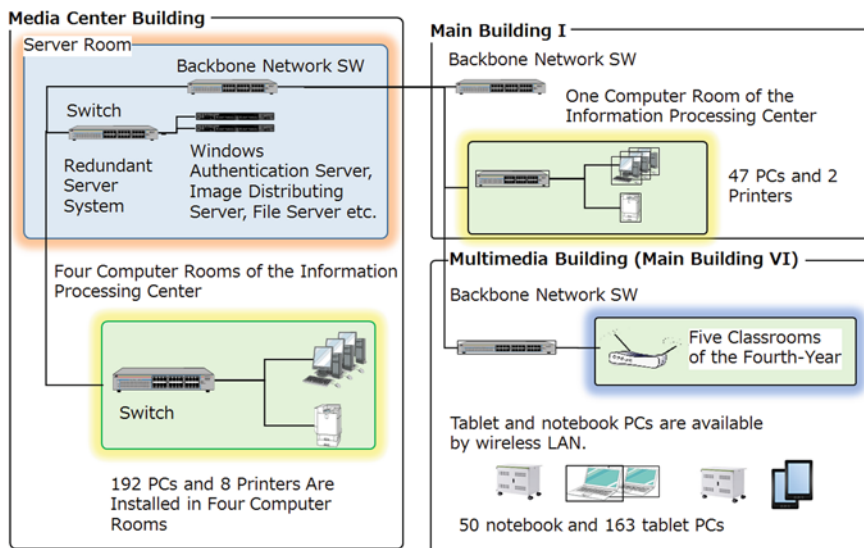 Media Center Building
Server Room
Backbone Network SW
Switch
Redundant
Server
System
Windows
Authentication Server,
Image Distributing
Server, File Server etc.
Four Computer Rooms of the Information
Processing Center
Switch
192 PCs and 8 Printers Are
Installed in Four Computer
Rooms
Main Building I
Backbone Network SW
One Computer Room of the
Information Processing Center
47 PCs and 2
Printers
Multimedia Building (Main Building VI)
Backbone Network SW
Five Classrooms
of the Fourth-Year
Tablet and notebook PCs are available
by wireless LAN.
50 notebook and 163 tablet PCs